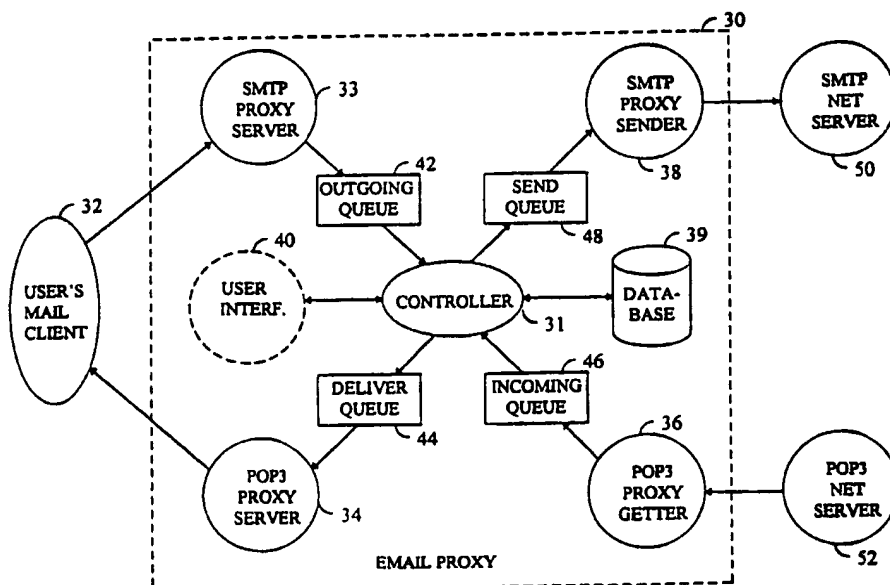 30
SMTP
PROXY
SERVER
33
SMTP
PROXY
SENDER
38
SMTP
NET
SERVER
50
42
OUTGOING
QUEUE
SEND
QUEUE
48
32
USER'S
MAIL
CLIENT
40
USER
INTERF.
CONTROLLER
31
39
DATA-
BASE
DELIVER
QUEUE
44
46
INCOMING
QUEUE
36
POP3
PROXY
SERVER
34
POP3
PROXY
GETTER
POP3
NET
SERVER
52
EMAIL PROXY